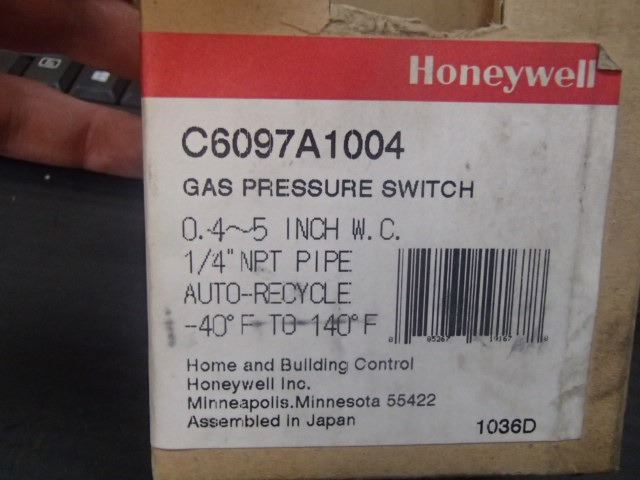 Honeywell
C6097A1004
GAS PRESSURE SWITCH
0.4~5 INCH W.C.
1/4" NPT PIPE
AUTO-RECYCLE
-40°F TO 140°F
Home and Building Control
Honeywell Inc.
Minneapolis.Minnesota 55422
Assembled in Japan
1036D